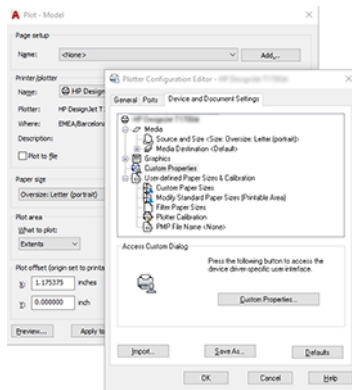 Plot - Model
Page setup
Name:
<None>
Add,...
Printer/plotter
Name:
HP Design
Plotter:
HP DesignJet T1
Where:
EMEA/Barcelon
Description:
Plot to file
Paper size
Oversize: Letter (portrait)
Plot area
What to plot:
Extents
Plot offset (origin set to printa
X:
1.175375
inches
Y:
0.000000
inch
Preview...
Apply to
Plotter Configuration Editor -
General
Ports
Device and Document Settings
Media
Source and Size <Size: Oversize: Letter (portrait)>
Media Destination <Default>
Graphics
Custom Properties
User-defined Paper Sizes & Calibration
Custom Paper Sizes
Modify Standard Paper Sizes (Printable Area)
Filter Paper Sizes
Plotter Calibration
PMP File Name <None>
Access Custom Dialog
Press the following button to access the
device driver-specific user interface.
Custom Properties...
Import...
Save As...
Defaults
OK
Cancel
Help